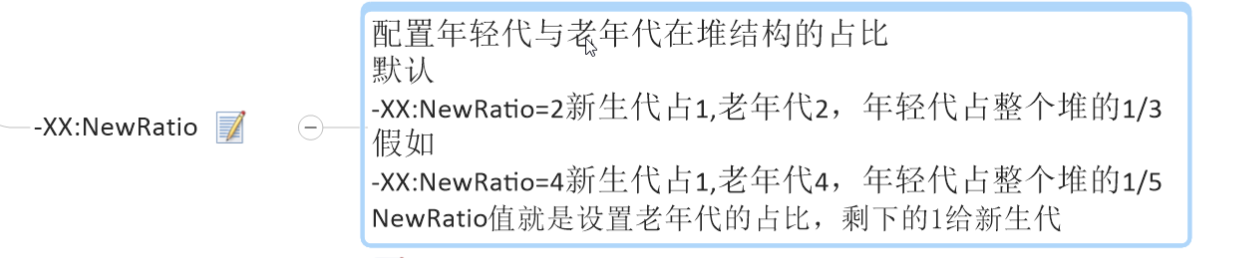 -XX:NewRatio
配置年轻代与老年代在堆结构的占比
默认
-XX:NewRatio=2新生代占1,老年代2，年轻代占整个堆的1/3
假如
-XX:NewRatio=4新生代占1,老年代4，年轻代占整个堆的1/5
NewRatio值就是设置老年代的占比，剩下的1给新生代